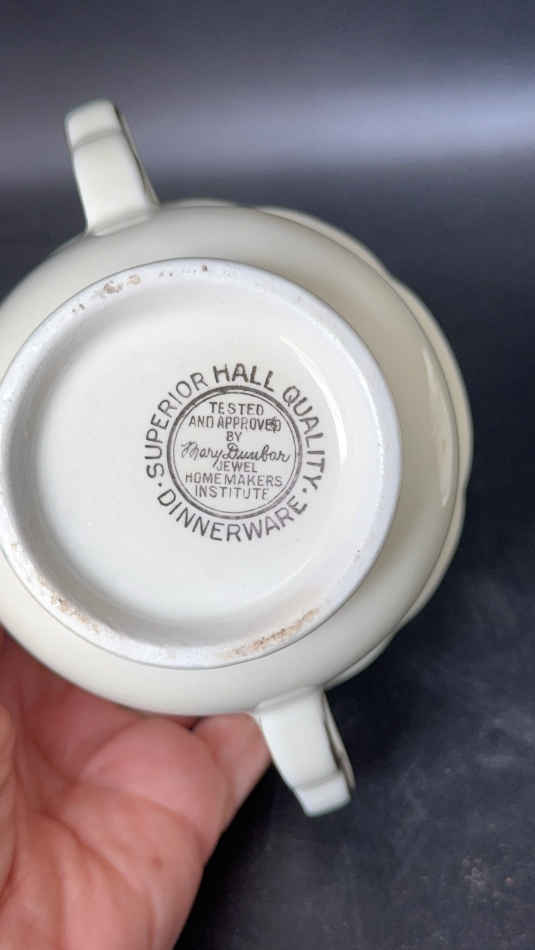 · SUPERIOR HALL QUALITY ·
DINNERWARE
TESTED
AND APPROVED
BY
Mary Dunbar
JEWEL
HOMEMAKERS
INSTITUTE